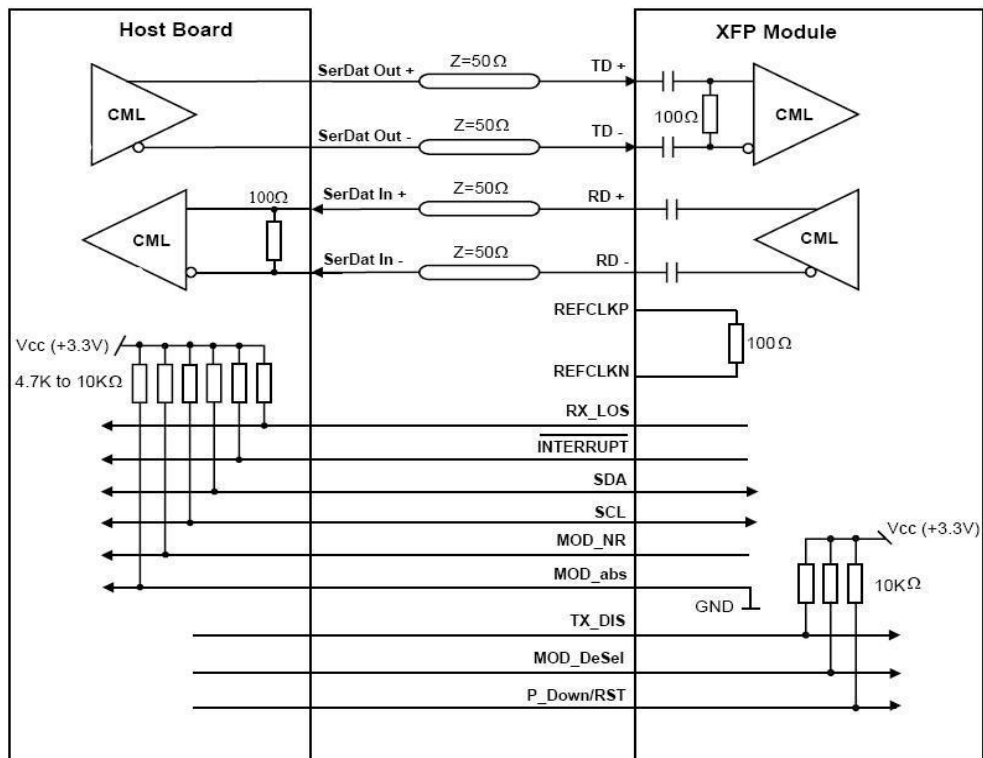 Host Board
XFP Module
SerDat Out +
Z=50Ω
TD +
CML
100Ω
CML
SerDat Out -
Z=50Ω
TD -
SerDat In +
Z=50Ω
RD +
100Ω
CML
CML
SerDat In -
Z=50Ω
RD -
REFCLKP
100Ω
REFCLKN
Vcc (+3.3V)
4.7K to 10KΩ
RX_LOS
INTERRUPT
SDA
SCL
MOD_NR
Vcc (+3.3V)
MOD_abs
10KΩ
GND
TX_DIS
MOD_DeSel
P_Down/RST